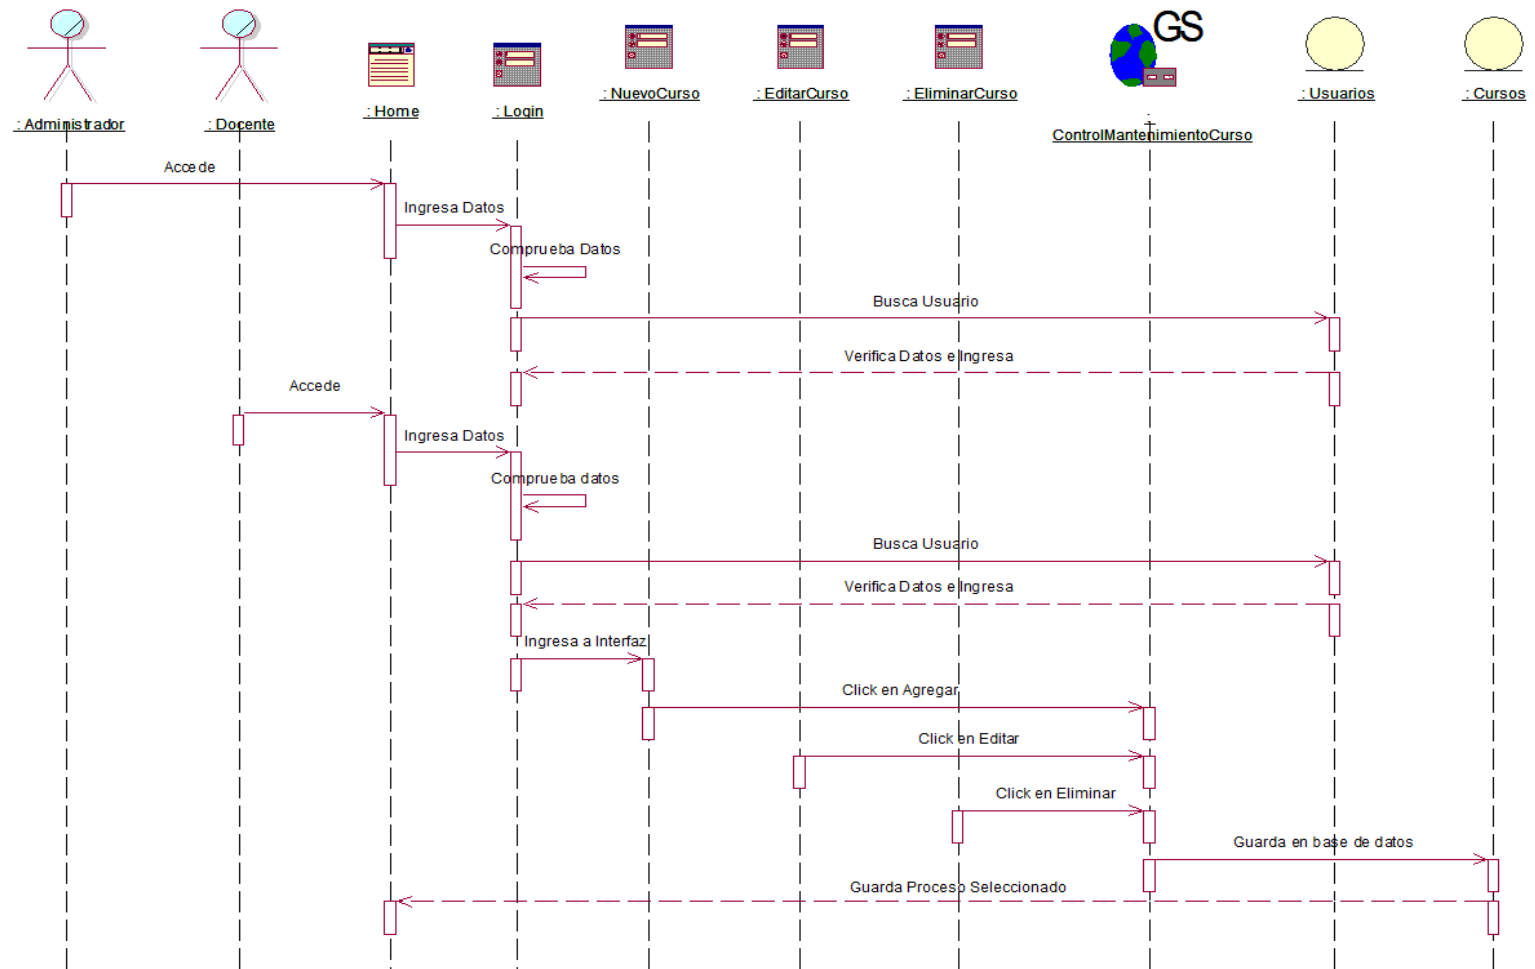 GS
: Administrador
: Docente
: Home
: Login
: NuevoCurso
: EditarCurso
: EliminarCurso
:
ControlMantenimientoCurso
: Usuarios
: Cursos
Accede
Ingresa Datos
Comprueba Datos
Busca Usuario
Verifica Datos e Ingresa
Accede
Ingresa Datos
Comprueba datos
Busca Usuario
Verifica Datos e Ingresa
Ingresa a Interfaz
Click en Agregar
Click en Editar
Click en Eliminar
Guarda en base de datos
Guarda Proceso Seleccionado